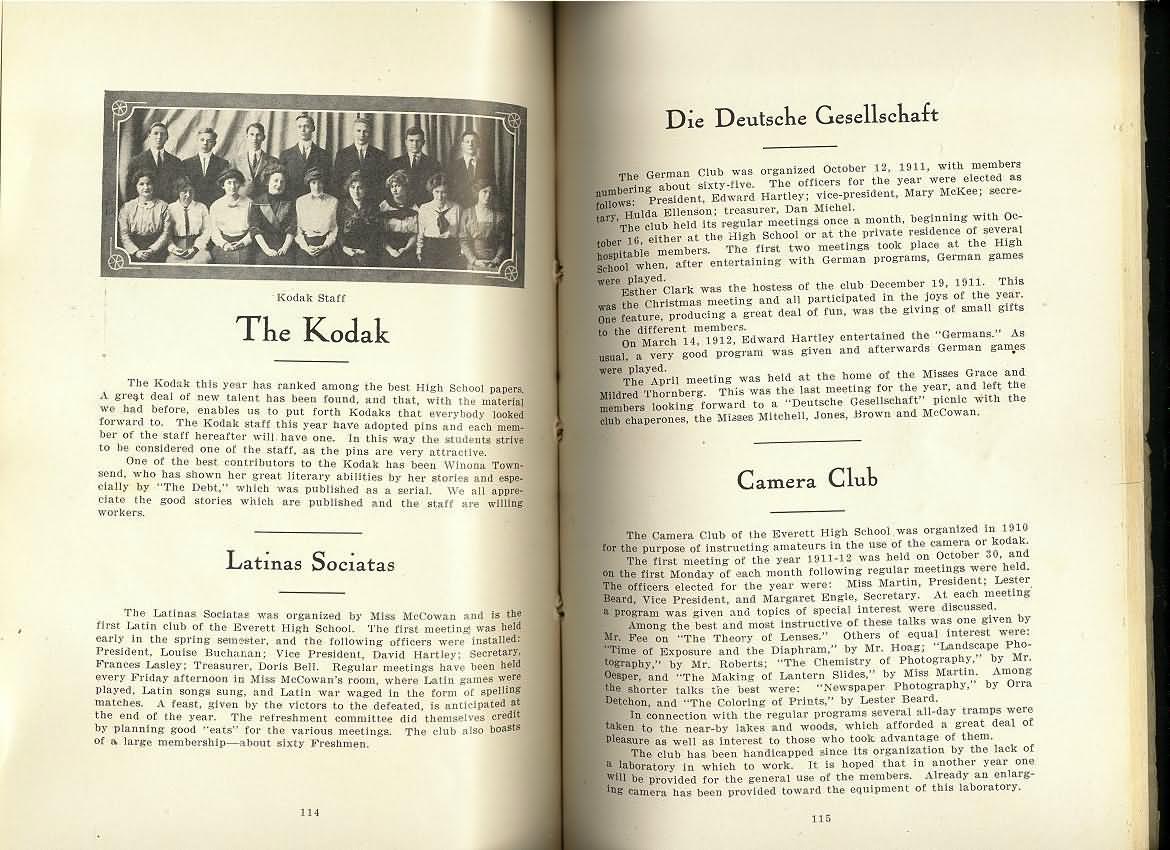 Kodak Staff
The Kodak
The Kodak this year has ranked among the best High School papers.
A great deal of new talent has been found, and that, with the material
we had before, enables us to put forth Kodaks that everybody looked
forward to. The Kodak staff this year have adopted pins and each mem-
ber of the staff hereafter will have one. In this way the students strive
to be considered one of the staff, as the pins are very attractive.
One of the best contributors to the Kodak has been Winona Town-
send, who has shown her great literary abilities by her stories and espe-
cially by "The Debt," which was published as a serial. We all appre-
ciate the good stories which are published and the staff are willing
workers.
Latinas Sociatas
The Latinas Sociatas was organized by Miss McCowan and is the
first Latin club of the Everett High School. The first meeting was held
early in the spring semester, and the following officers were installed:
President, Louise Buchanan; Vice President, David Hartley; Secretary,
Frances Lasley; Treasurer, Doris Bell. Regular meetings have been held
every Friday afternoon in Miss McCowan's room, where Latin games were
played, Latin songs sung, and Latin war waged in the form of spelling
matches. A feast, given by the victors to the defeated, is anticipated at
the end of the year. The refreshment committee did themselves credit
by planning good "eats" for the various meetings. The club also boasts
of a large membership—about sixty Freshmen.
114
Die Deutsche Gesellschaft
The German Club was organized October 12, 1911, with members
numbering about sixty-five. The officers for the year were elected as
follows: President, Edward Hartley; vice-president, Mary McKee; secre-
tary, Hulda Ellenson; treasurer, Dan Michel.
The club held its regular meetings once a month, beginning with Oc-
tober 16, either at the High School or at the private residence of several
hospitable members. The first two meetings took place at the High
School when, after entertaining with German programs, German games
were played.
Esther Clark was the hostess of the club December 19, 1911. This
was the Christmas meeting and all participated in the joys of the year.
One feature, producing a great deal of fun, was the giving of small gifts
to the different members.
On March 14, 1912, Edward Hartley entertained the "Germans." As
usual, a very good program was given and afterwards German games
were played.
The April meeting was held at the home of the Misses Grace and
Mildred Thornberg. This was the last meeting for the year, and left the
members looking forward to a "Deutsche Gesellschaft" picnic with the
club chaperones, the Misses Mitchell, Jones, Brown and McCowan.
Camera Club
The Camera Club of the Everett High School was organized in 1910
for the purpose of instructing amateurs in the use of the camera or kodak.
The first meeting of the year 1911-12 was held on October 30, and
on the first Monday of each month following regular meetings were held.
The officers elected for the year were: Miss Martin, President; Lester
Beard, Vice President, and Margaret Engle, Secretary. At each meeting
a program was given and topics of special interest were discussed.
Among the best and most instructive of these talks was one given by
Mr. Fee on "The Theory of Lenses." Others of equal interest were:
"Time of Exposure and the Diaphram," by Mr. Hoag; "Landscape Pho-
tography," by Mr. Roberts; "The Chemistry of Photography," by Mr.
Oesper, and "The Making of Lantern Slides," by Miss Martin. Among
the shorter talks the best were: "Newspaper Photography," by Orra
Detchon, and "The Coloring of Prints," by Lester Beard.
In connection with the regular programs several all-day tramps were
taken to the near-by lakes and woods, which afforded a great deal of
pleasure as well as interest to those who took advantage of them.
The club has been handicapped since its organization by the lack of
a laboratory in which to work. It is hoped that in another year one
will be provided for the general use of the members. Already an enlarg-
ing camera has been provided toward the equipment of this laboratory.
115